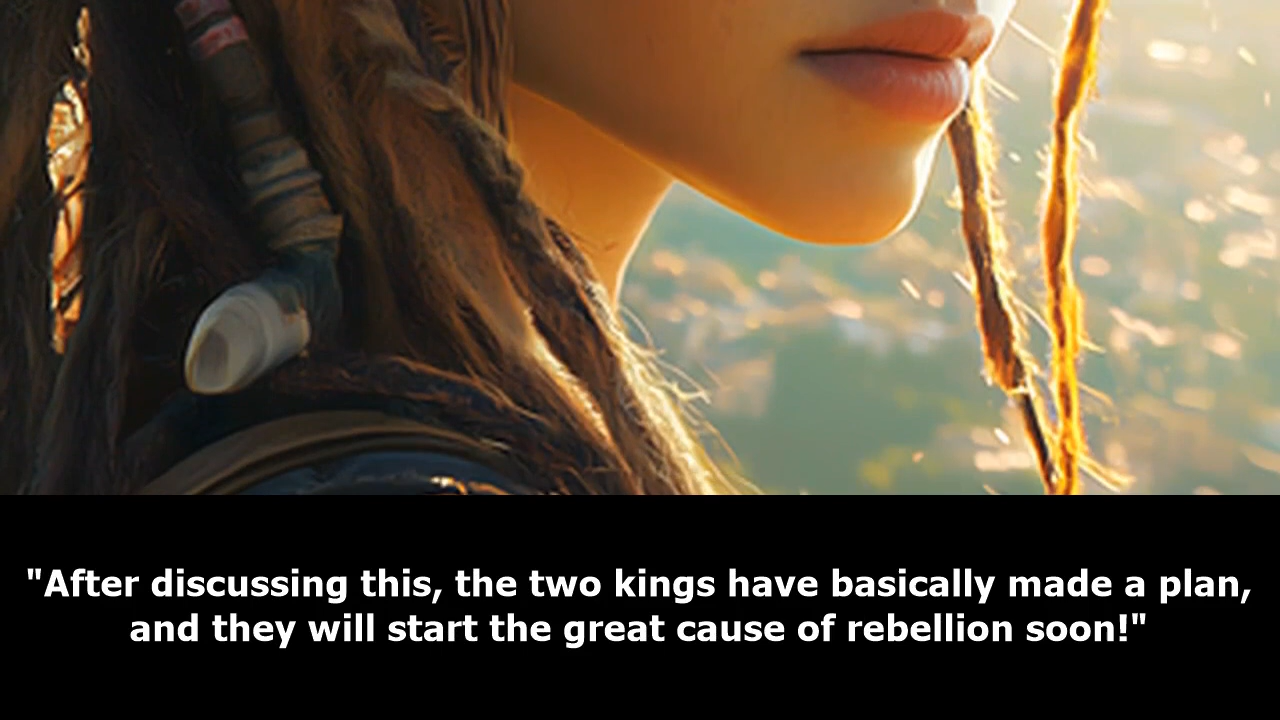 "After discussing this, the two kings have basically made a plan,
and they will start the great cause of rebellion soon!"